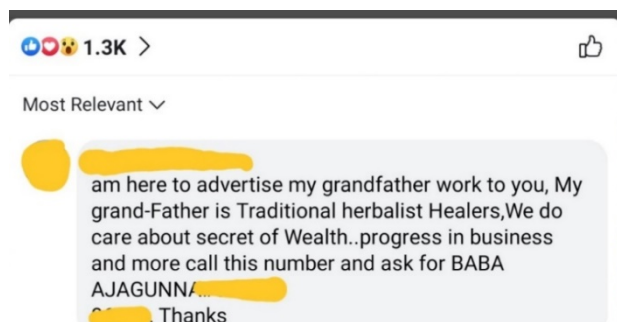 1.3K >
Most Relevant
am here to advertise my grandfather work to you, My
grand-Father is Traditional herbalist Healers,We do
care about secret of Wealth..progress in business
and more call this number and ask for BABA
AJAGUNNA
. Thanks